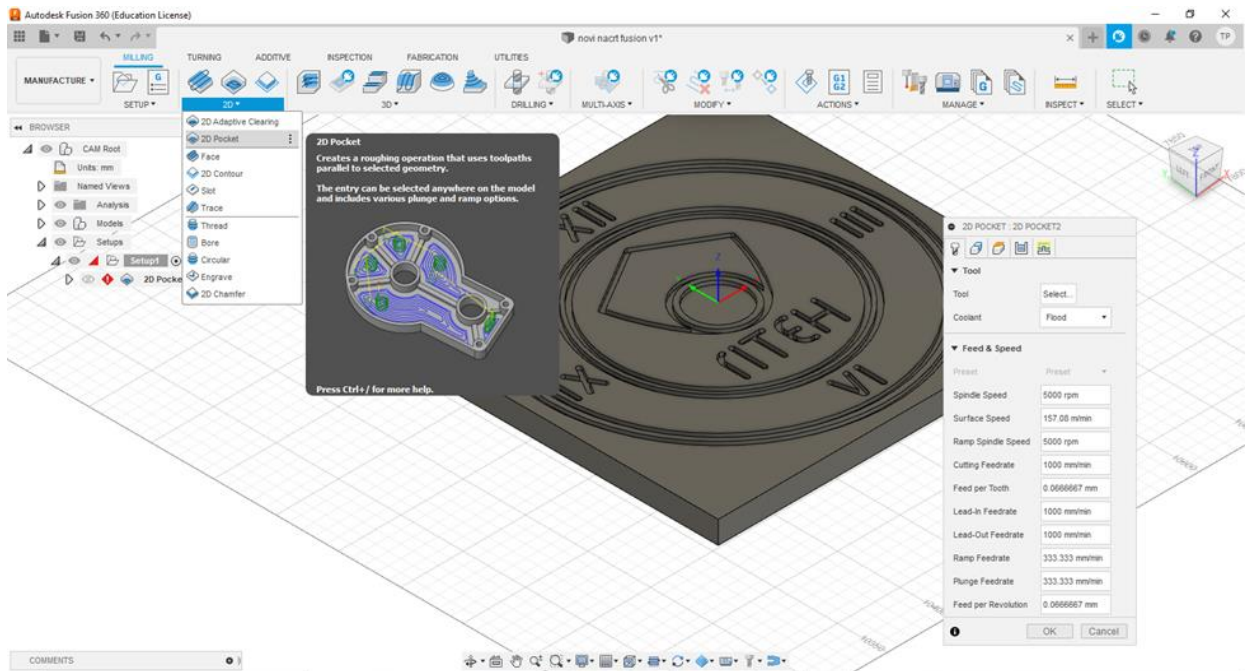 Autodesk Fusion 360 (Education License)
novi nacrt fusion v1*
TP
MILLING TURNING ADDITIVE INSPECTION FABRICATION UTILITIES
MANUFACTURE
G
G1
G2
G
SETUP 2D 3D DRILLING MULTI-AXIS MODIFY ACTIONS MANAGE INSPECT SELECT
BROWSER
CAM Root
Units: mm
Named Views
Analysis
Models
Setups
Setup1
2D Pocke
2D Adaptive Clearing
2D Pocket
Face
2D Contour
Slot
Trace
Thread
Bore
Circular
Engrave
2D Chamfer
2D Pocket
Creates a roughing operation that uses toolpaths
parallel to selected geometry.
The entry can be selected anywhere on the model
and includes various plunge and ramp options.
Press Ctrl+/ for more help.
XII
III
VI
IX
Z
Z
LEFT
FRONT
2D POCKET : 2D POCKET2
Tool
Tool Select...
Coolant Flood
Feed & Speed
Preset Preset
Spindle Speed 5000 rpm
Surface Speed 157.08 m/min
Ramp Spindle Speed 5000 rpm
Cutting Feedrate 1000 mm/min
Feed per Tooth 0.0666667 mm
Lead-In Feedrate 1000 mm/min
Lead-Out Feedrate 1000 mm/min
Ramp Feedrate 333.333 mm/min
Plunge Feedrate 333.333 mm/min
Feed per Revolution 0.0666667 mm
OK Cancel
COMMENTS